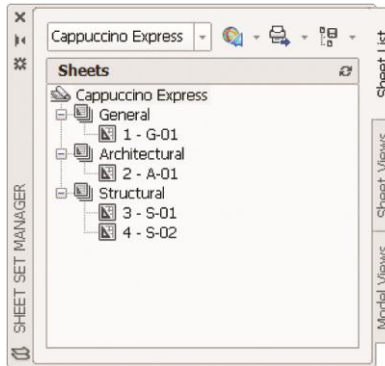 Cappuccino Express
Sheets
Cappuccino Express
General
1 - G-01
Architectural
2 - A-01
Structural
3 - S-01
4 - S-02
SHEET SET MANAGER
Sheet List
Sheet Views
Model Views